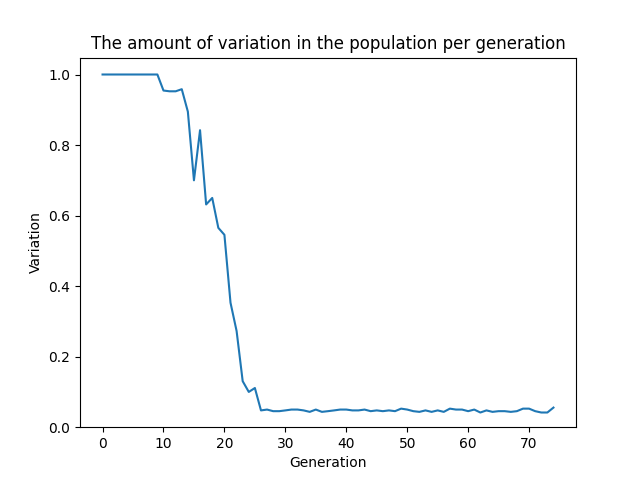 The amount of variation in the population per generation
1.0
0.8
0.6
0.4
0.2
0.0
Variation
0 10 20 30 40 50 60 70
Generation